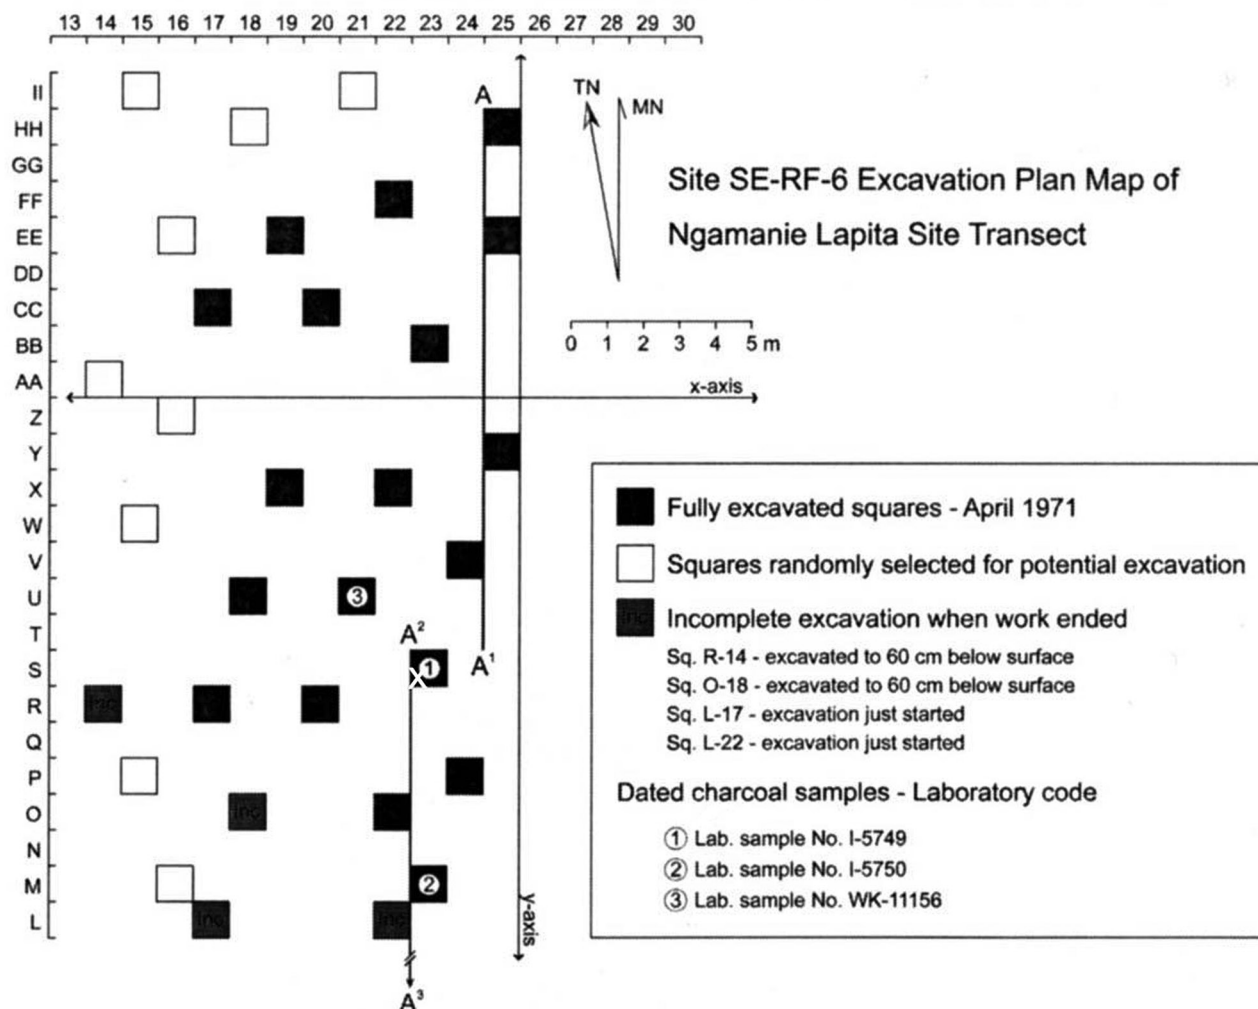 13 14 15 16 17 18 19 20 21 22 23 24 25 26 27 28 29 30
II
HH
GG
FF
EE
DD
CC
BB
AA
Z
Y
X
W
V
U
T
S
R
Q
P
O
N
M
L
A
TN
MN
Site SE-RF-6 Excavation Plan Map of
Ngamanie Lapita Site Transect
0 1 2 3 4 5 m
x-axis
3
A²
A¹
1
X
Inc
Inc
2
Inc
Inc
y-axis
A³
Fully excavated squares - April 1971
Squares randomly selected for potential excavation
Inc Incomplete excavation when work ended
Sq. R-14 - excavated to 60 cm below surface
Sq. O-18 - excavated to 60 cm below surface
Sq. L-17 - excavation just started
Sq. L-22 - excavation just started
Dated charcoal samples - Laboratory code
① Lab. sample No. I-5749
② Lab. sample No. I-5750
③ Lab. sample No. WK-11156